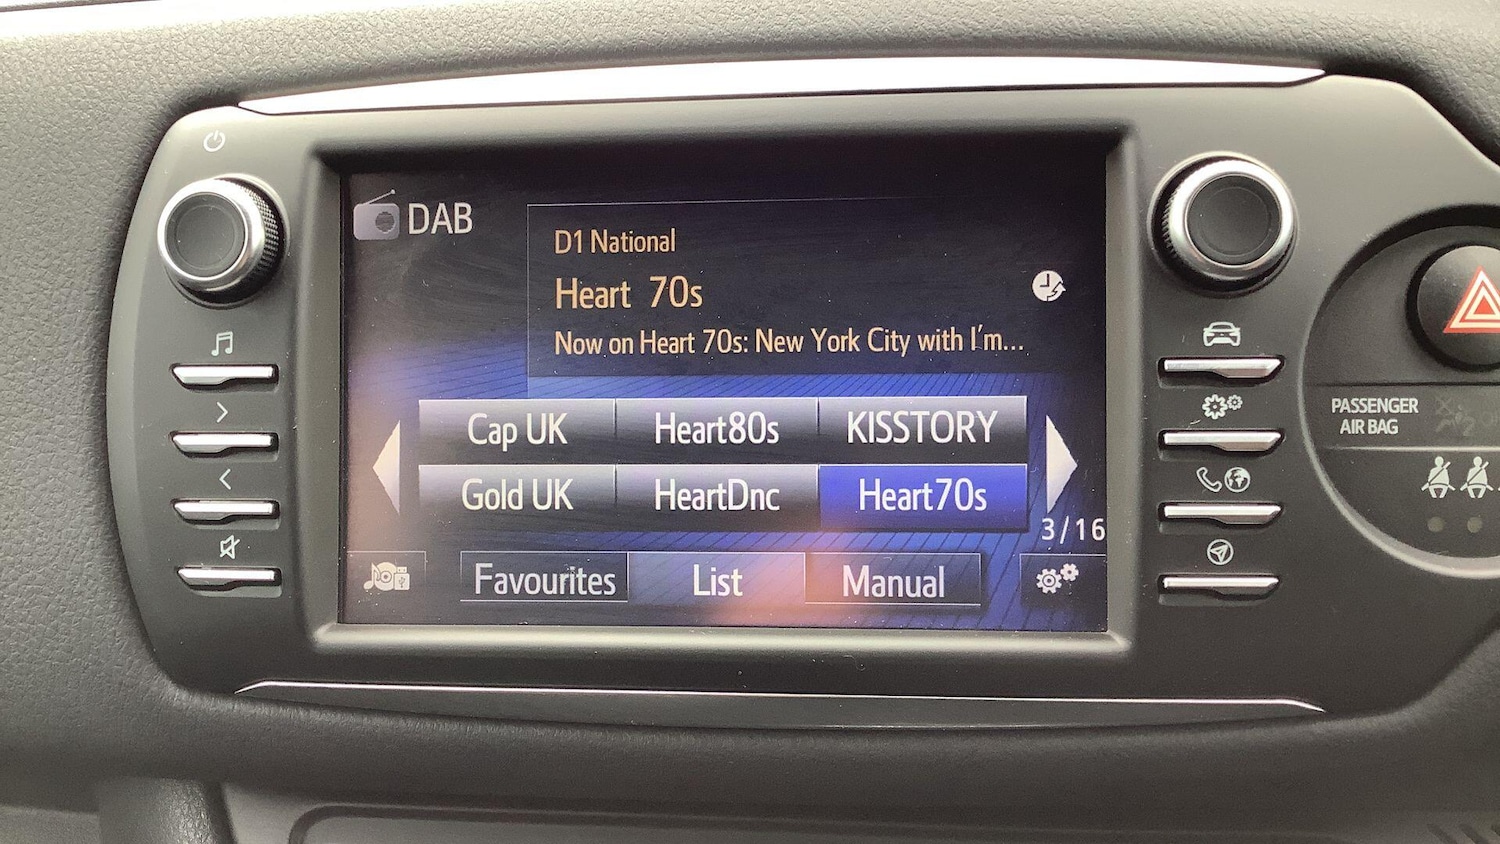 DAB
D1 National
Heart 70s
Now on Heart 70s: New York City with I'm...
Cap UK Heart80s KISSTORY
Gold UK HeartDnc Heart70s
3/16
Favourites List Manual
PASSENGER
AIR BAG